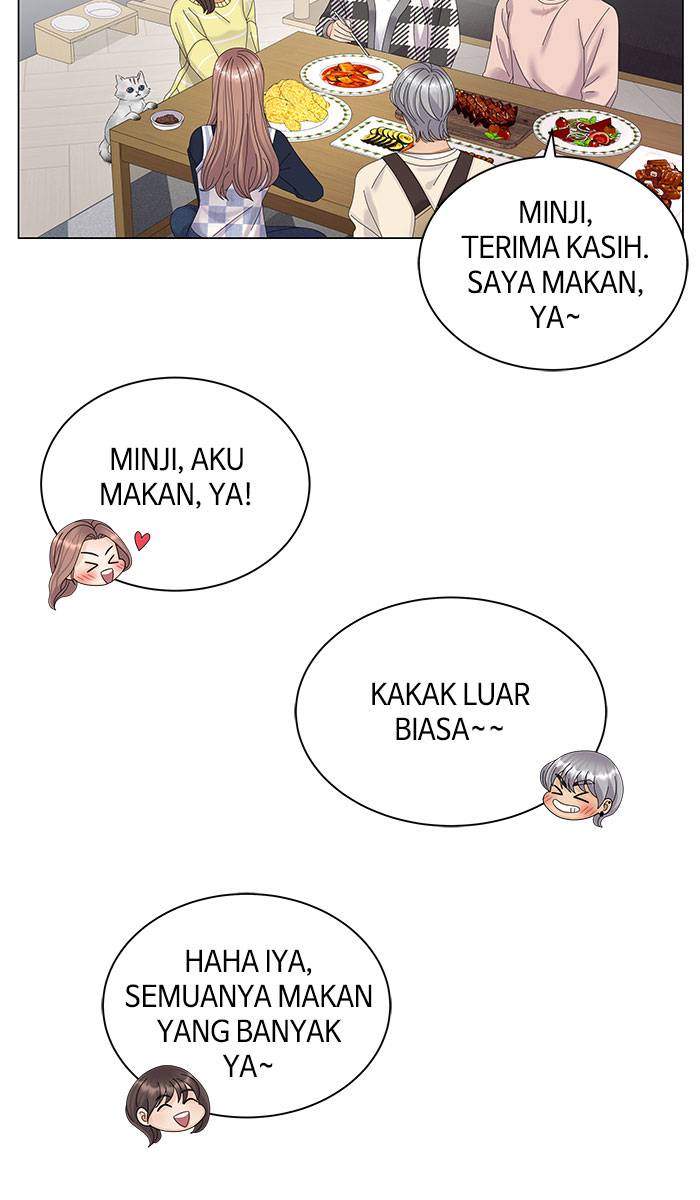 MINJI,
TERIMA KASIH.
SAYA MAKAN,
YA~
MINJI, AKU
MAKAN, YA!
KAKAK LUAR
BIASA~~
HAHA IYA,
SEMUANYA MAKAN
YANG BANYAK
YA~